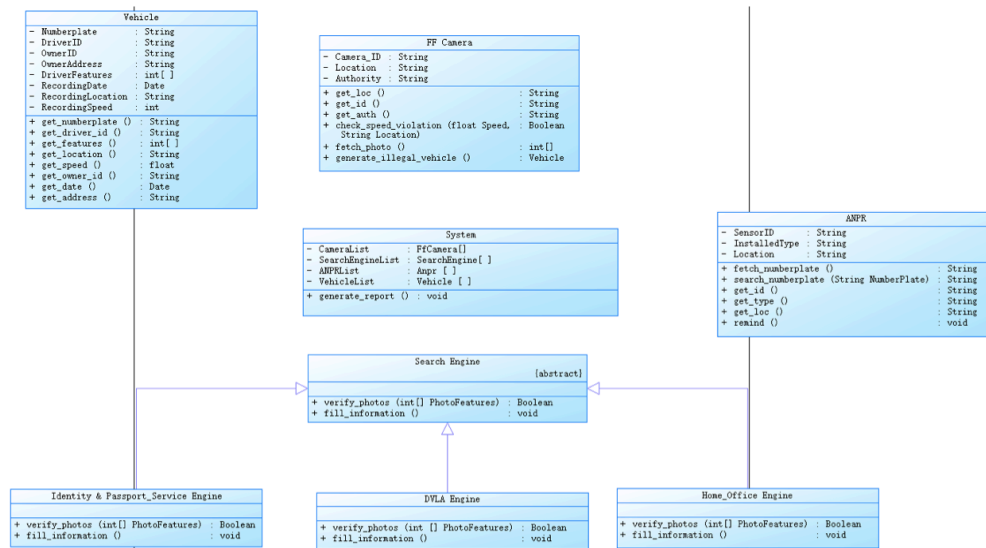 Vehicle
- Numberplate : String
- DriverID : String
- OwnerID : String
- OwnerAddress : String
- DriverFeatures : int[ ]
- RecordingDate : Date
- RecordingLocation : String
- RecordingSpeed : int
+ get_numberplate () : String
+ get_driver_id () : String
+ get_features () : int[ ]
+ get_location () : String
+ get_speed () : float
+ get_owner_id () : String
+ get_date () : Date
+ get_address () : String
FF Camera
- Camera_ID : String
- Location : String
- Authority : String
+ get_loc () : String
+ get_id () : String
+ get_auth () : String
+ check_speed_violation (float Speed, : Boolean
String Location)
+ fetch_photo () : int[]
+ generate_illegal_vehicle () : Vehicle
System
- CameraList : FfCamera[]
- SearchEngineList : SearchEngine[ ]
- ANPRList : Anpr [ ]
- VehicleList : Vehicle [ ]
+ generate_report () : void
ANPR
- SensorID : String
- InstalledType : String
- Location : String
+ fetch_numberplate () : String
+ search_numberplate (String NumberPlate) : String
+ get_id () : String
+ get_type () : String
+ get_loc () : String
+ remind () : void
Search Engine
{abstract}
+ verify_photos (int[] PhotoFeatures) : Boolean
+ fill_information () : void
Identity & Passport_Service Engine
+ verify_photos (int[] PhotoFeatures) : Boolean
+ fill_information () : void
DVLA Engine
+ verify_photos (int [] PhotoFeatures) : Boolean
+ fill_information () : void
Home_Office Engine
+ verify_photos (int[] PhotoFeatures) : Boolean
+ fill_information () : void